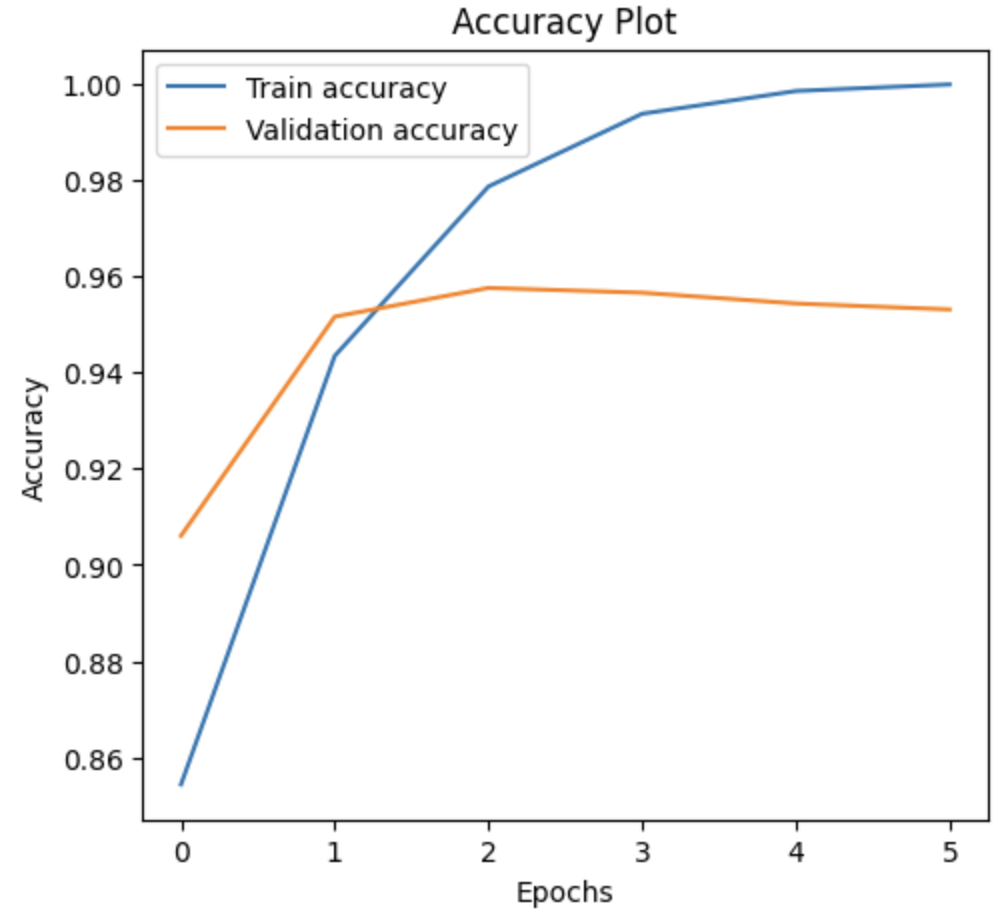 Accuracy Plot
Train accuracy
Validation accuracy
1.00
0.98
0.96
0.94
0.92
0.90
0.88
0.86
Accuracy
0 1 2 3 4 5
Epochs